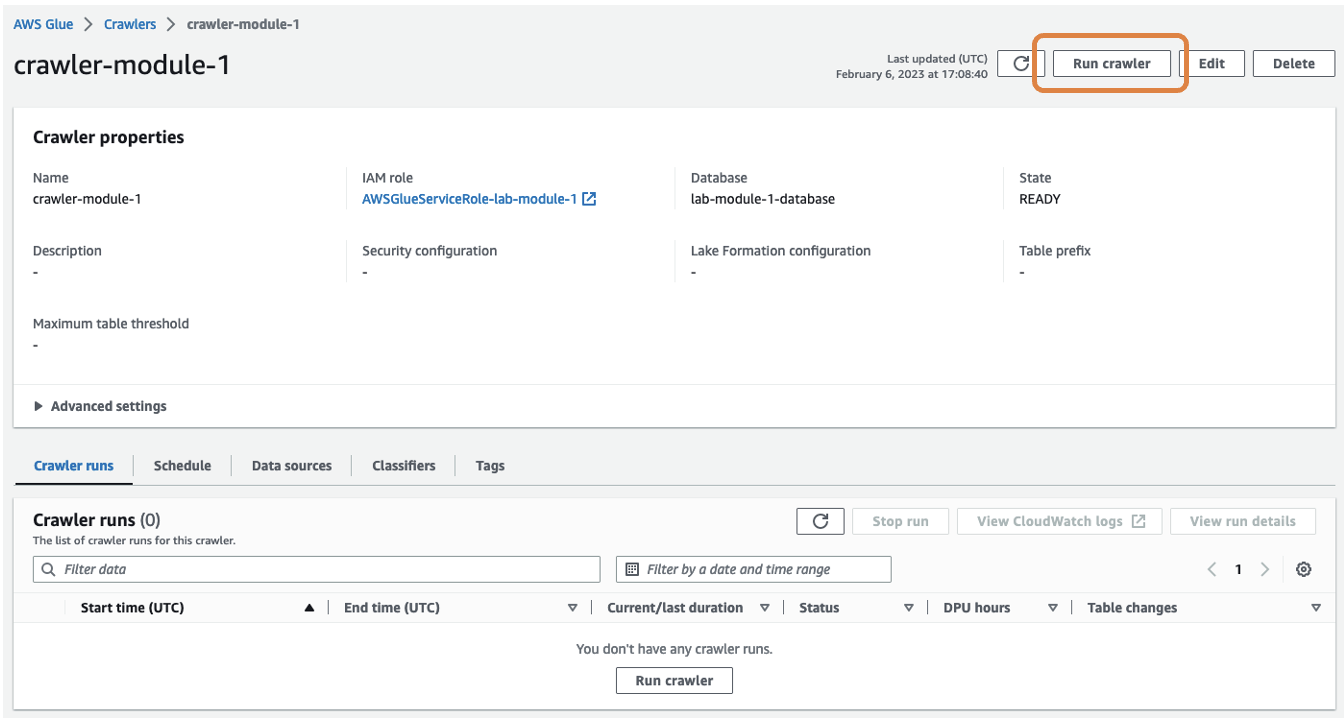 AWS Glue > Crawlers > crawler-module-1
crawler-module-1
Last updated (UTC)
February 6, 2023 at 17:08:40
Run crawler
Edit
Delete
Crawler properties
Name
crawler-module-1
IAM role
AWSGlueServiceRole-lab-module-1
Database
lab-module-1-database
State
READY
Description
-
Security configuration
-
Lake Formation configuration
-
Table prefix
-
Maximum table threshold
-
Advanced settings
Crawler runs
Schedule
Data sources
Classifiers
Tags
Crawler runs (0)
The list of crawler runs for this crawler.
Stop run
View CloudWatch logs
View run details
Filter data
Filter by a date and time range
1
Start time (UTC)
End time (UTC)
Current/last duration
Status
DPU hours
Table changes
You don't have any crawler runs.
Run crawler